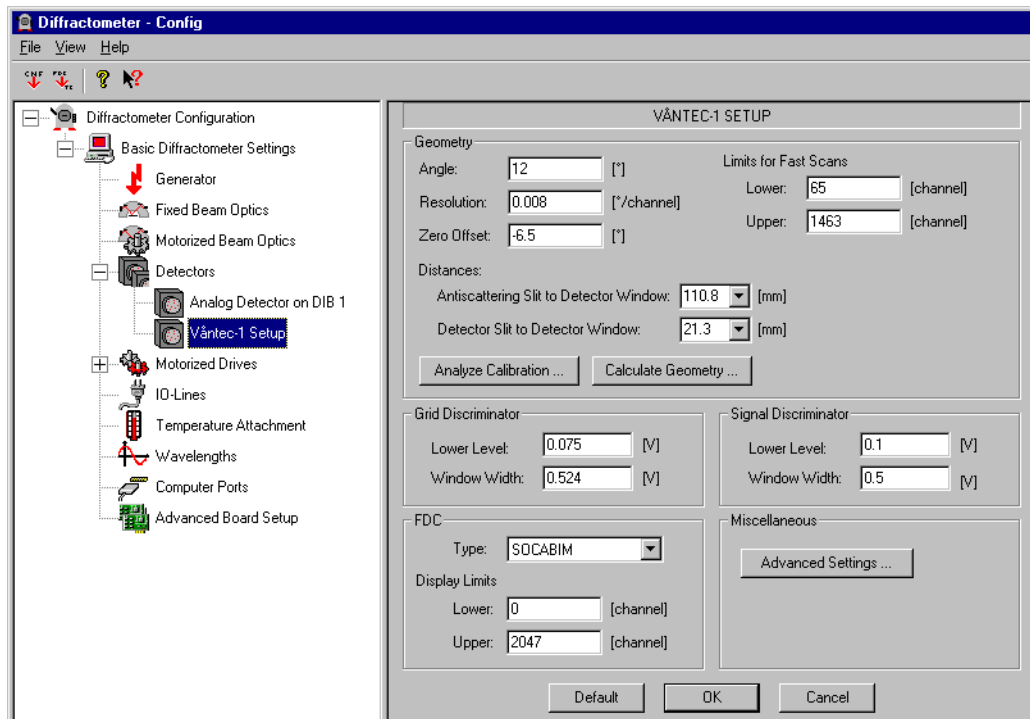 Diffractometer - Config
File View Help
CNF FDC TC
Diffractometer Configuration
Basic Diffractometer Settings
Generator
Fixed Beam Optics
Motorized Beam Optics
Detectors
Analog Detector on DIB 1
Våntec-1 Setup
Motorized Drives
IO-Lines
Temperature Attachment
Wavelengths
Computer Ports
Advanced Board Setup
VÅNTEC-1 SETUP
Geometry
Angle: 12 [°]
Resolution: 0.008 [°/channel]
Zero Offset: -6.5 [°]
Limits for Fast Scans
Lower: 65 [channel]
Upper: 1463 [channel]
Distances:
Antiscattering Slit to Detector Window: 110.8 [mm]
Detector Slit to Detector Window: 21.3 [mm]
Analyze Calibration ... Calculate Geometry ...
Grid Discriminator
Lower Level: 0.075 [V]
Window Width: 0.524 [V]
Signal Discriminator
Lower Level: 0.1 [V]
Window Width: 0.5 [V]
FDC
Type: SOCABIM
Display Limits
Lower: 0 [channel]
Upper: 2047 [channel]
Miscellaneous
Advanced Settings ...
Default OK Cancel